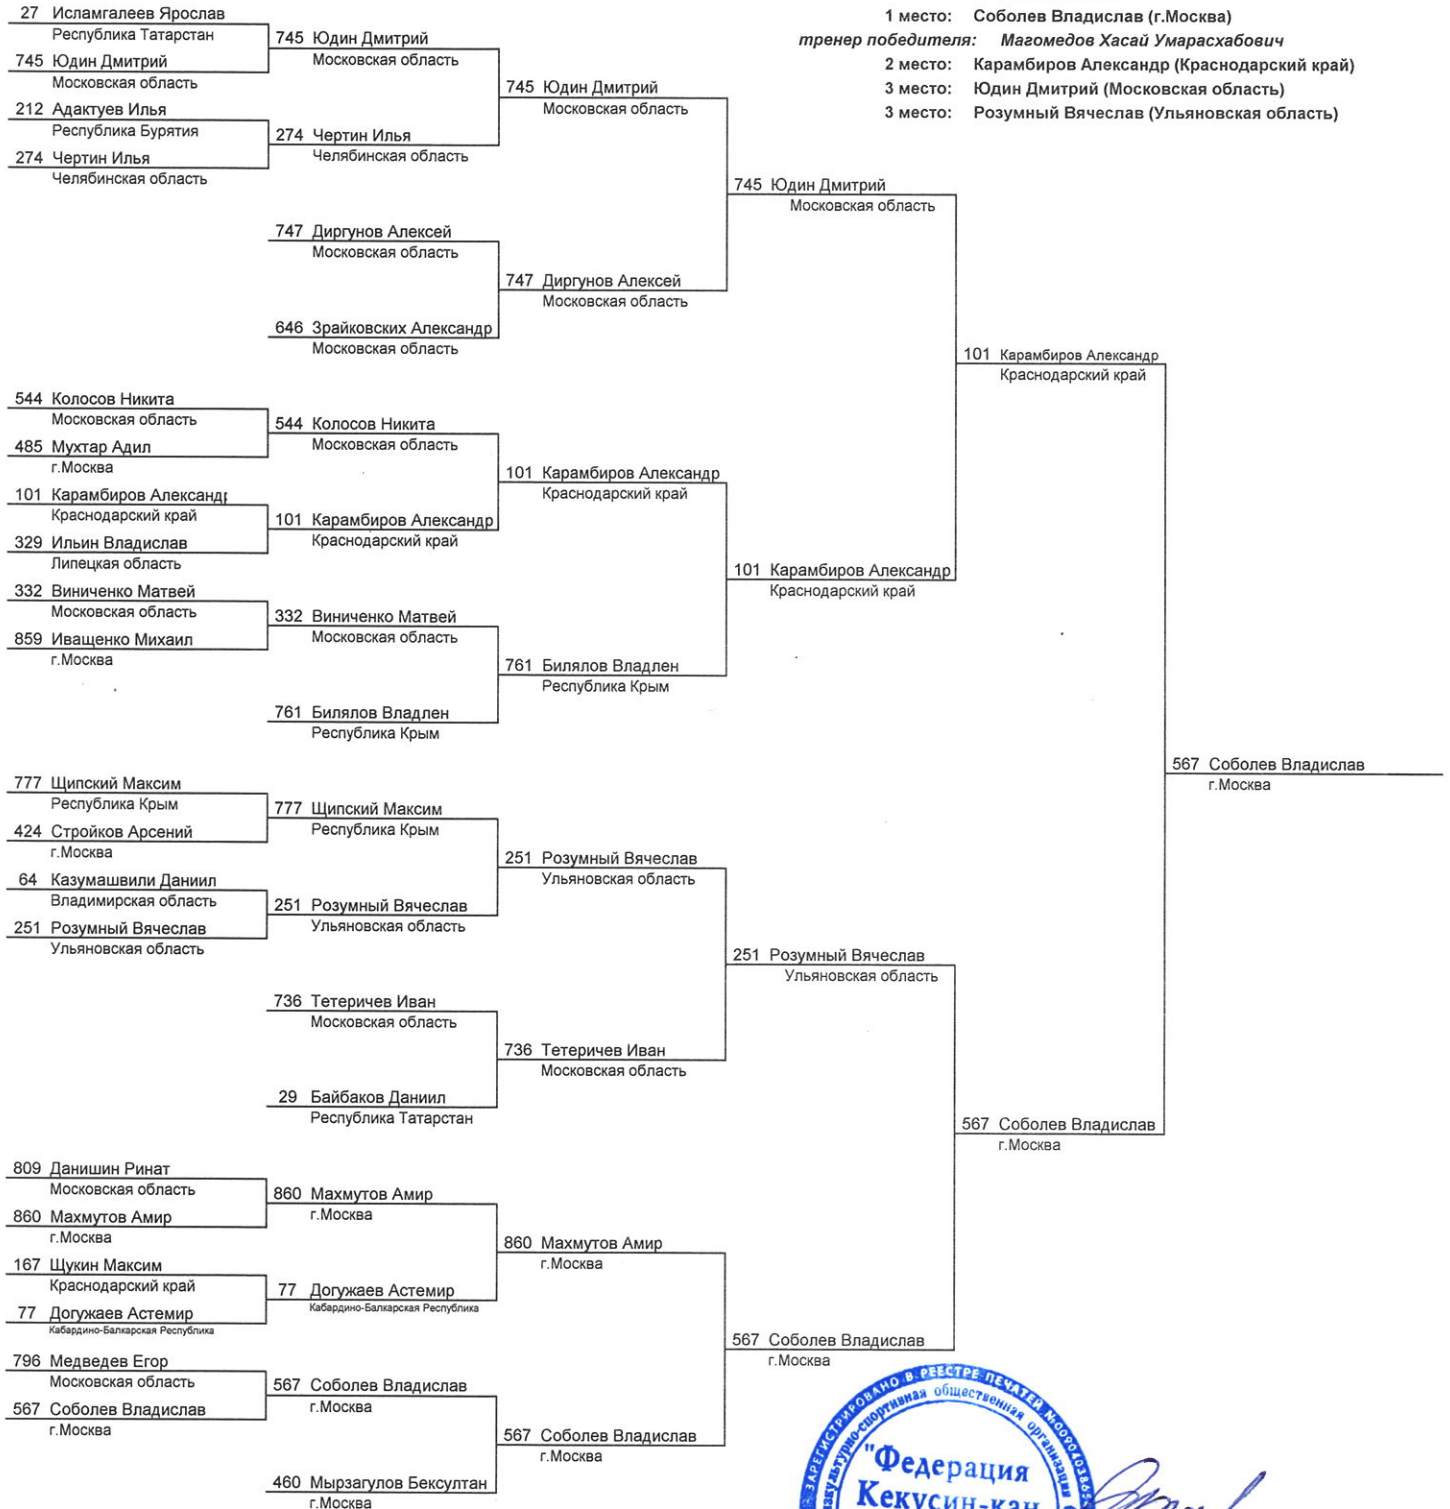 1 место: Соболев Владислав (г.Москва)
тренер победителя: Магомедов Хасай Умарасхабович
2 место: Карамбиров Александр (Краснодарский край)
3 место: Юдин Дмитрий (Московская область)
3 место: Розумный Вячеслав (Ульяновская область)
27 Исламгалеев Ярослав
Республика Татарстан
745 Юдин Дмитрий
Московская область
212 Адактуев Илья
Республика Бурятия
274 Чертин Илья
Челябинская область
544 Колосов Никита
Московская область
485 Мухтар Адил
г.Москва
101 Карамбиров Александр
Краснодарский край
329 Ильин Владислав
Липецкая область
332 Виниченко Матвей
Московская область
859 Иващенко Михаил
г.Москва
777 Щипский Максим
Республика Крым
424 Стройков Арсений
г.Москва
64 Казумашвили Даниил
Владимирская область
251 Розумный Вячеслав
Ульяновская область
809 Данишин Ринат
Московская область
860 Махмутов Амир
г.Москва
167 Щукин Максим
Краснодарский край
77 Догужаев Астемир
Кабардино-Балкарская Республика
796 Медведев Егор
Московская область
567 Соболев Владислав
г.Москва
745 Юдин Дмитрий
Московская область
274 Чертин Илья
Челябинская область
747 Диргунов Алексей
Московская область
646 Зрайковских Александр
Московская область
544 Колосов Никита
Московская область
101 Карамбиров Александр
Краснодарский край
332 Виниченко Матвей
Московская область
761 Билялов Владлен
Республика Крым
777 Щипский Максим
Республика Крым
251 Розумный Вячеслав
Ульяновская область
736 Тетеричев Иван
Московская область
29 Байбаков Даниил
Республика Татарстан
860 Махмутов Амир
г.Москва
77 Догужаев Астемир
Кабардино-Балкарская Республика
567 Соболев Владислав
г.Москва
460 Мырзагулов Бексултан
г.Москва
745 Юдин Дмитрий
Московская область
747 Диргунов Алексей
Московская область
101 Карамбиров Александр
Краснодарский край
761 Билялов Владлен
Республика Крым
251 Розумный Вячеслав
Ульяновская область
736 Тетеричев Иван
Московская область
860 Махмутов Амир
г.Москва
567 Соболев Владислав
г.Москва
745 Юдин Дмитрий
Московская область
101 Карамбиров Александр
Краснодарский край
251 Розумный Вячеслав
Ульяновская область
567 Соболев Владислав
г.Москва
101 Карамбиров Александр
Краснодарский край
567 Соболев Владислав
г.Москва
567 Соболев Владислав
г.Москва
ЗАРЕГИСТРИРОВАНО В РЕЕСТРЕ ПЕЧАТЕЙ
спортивная общественная организация
"Федерация
Кекусин-кан